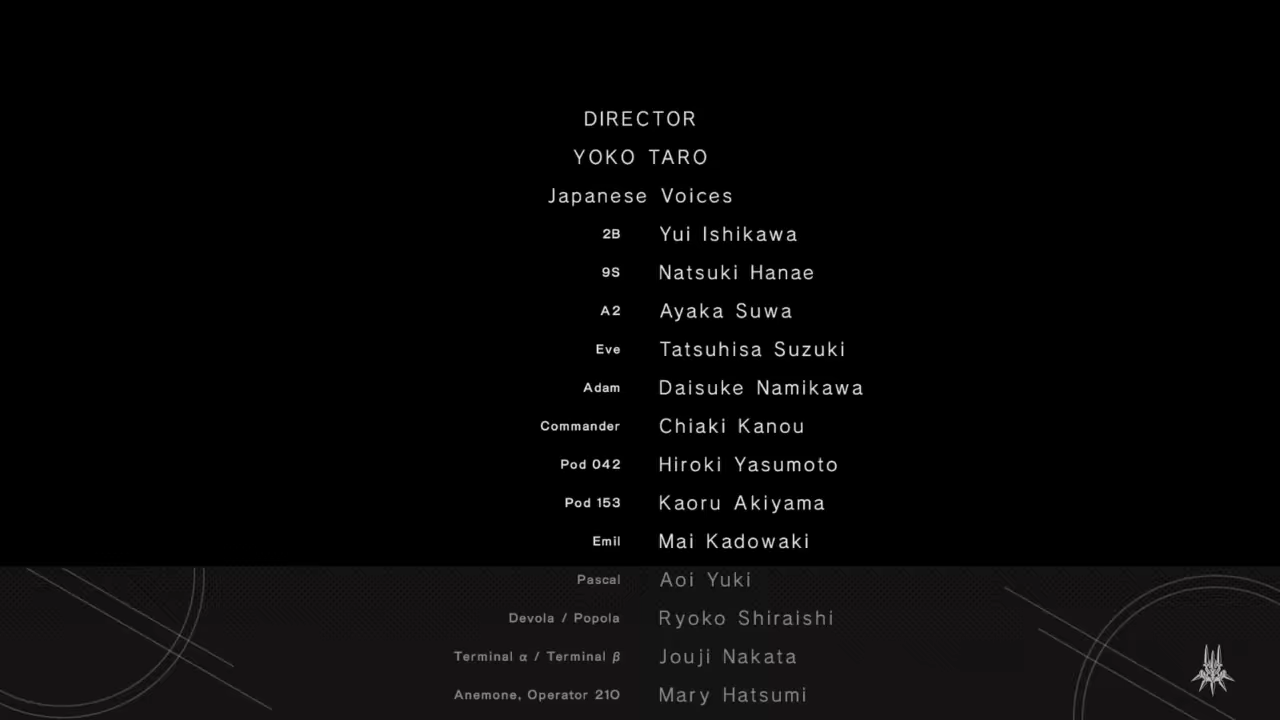 DIRECTOR
YOKO TARO
Japanese Voices
2B Yui Ishikawa
9S Natsuki Hanae
A2 Ayaka Suwa
Eve Tatsuhisa Suzuki
Adam Daisuke Namikawa
Commander Chiaki Kanou
Pod 042 Hiroki Yasumoto
Pod 153 Kaoru Akiyama
Emil Mai Kadowaki
Pascal Aoi Yuki
Devola / Popola Ryoko Shiraishi
Terminal α / Terminal β Jouji Nakata
Anemone, Operator 21O Mary Hatsumi